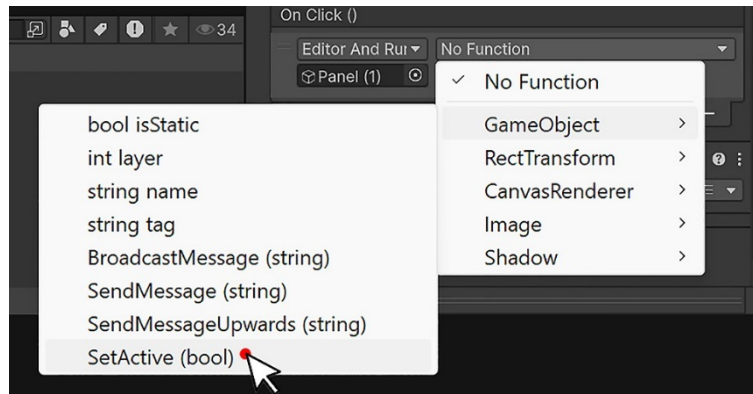 On Click ()
34
Editor And Rur
No Function
Panel (1)
No Function
GameObject
RectTransform
CanvasRenderer
Image
Shadow
bool isStatic
int layer
string name
string tag
BroadcastMessage (string)
SendMessage (string)
SendMessageUpwards (string)
SetActive (bool)